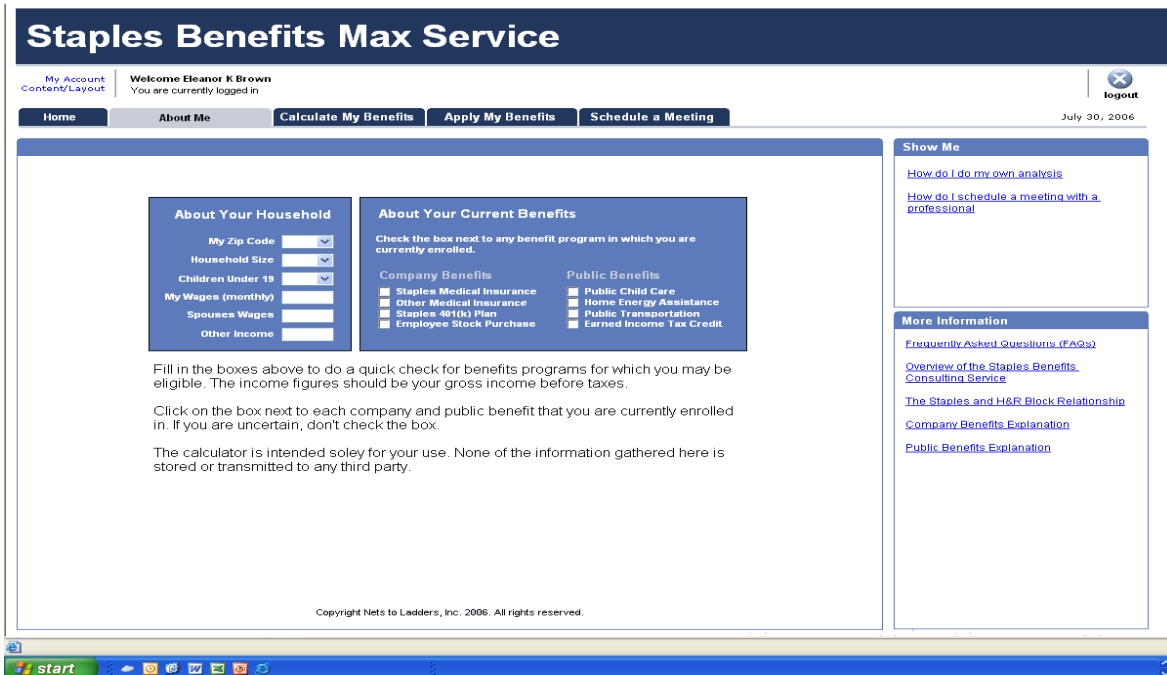 Staples Benefits Max Service
My Account
Content/Layout
Welcome Eleanor K Brown
You are currently logged in
logout
Home
About Me
Calculate My Benefits
Apply My Benefits
Schedule a Meeting
July 30, 2006
About Your Household
My Zip Code
Household Size
Children Under 19
My Wages (monthly)
Spouses Wages
Other Income
About Your Current Benefits
Check the box next to any benefit program in which you are
currently enrolled.
Company Benefits
Staples Medical Insurance
Other Medical Insurance
Staples 401(k) Plan
Employee Stock Purchase
Public Benefits
Public Child Care
Home Energy Assistance
Public Transportation
Earned Income Tax Credit
Fill in the boxes above to do a quick check for benefits programs for which you may be
eligible. The income figures should be your gross income before taxes.
Click on the box next to each company and public benefit that you are currently enrolled
in. If you are uncertain, don't check the box.
The calculator is intended soley for your use. None of the information gathered here is
stored or transmitted to any third party.
Copyright Nets to Ladders, Inc. 2006. All rights reserved.
Show Me
How do I do my own analysis
How do I schedule a meeting with a
professional
More Information
Frequently Asked Questions (FAQs)
Overview of the Staples Benefits
Consulting Service
The Staples and H&R Block Relationship
Company Benefits Explanation
Public Benefits Explanation
start